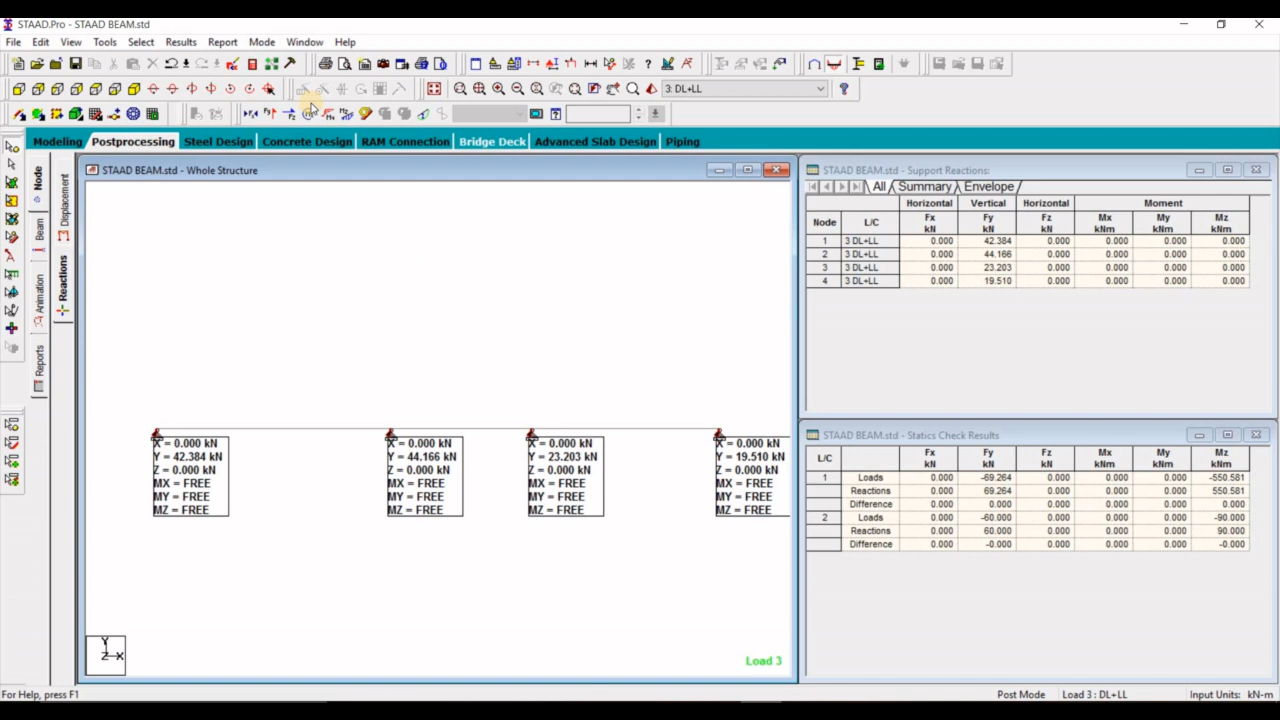 STAAD.Pro - STAAD BEAM.std
File Edit View Tools Select Results Report Mode Window Help
3: DL+LL
Modeling Postprocessing Steel Design Concrete Design RAM Connection Bridge Deck Advanced Slab Design Piping
Node
Beam
Animation
Reports
Displacement
Reactions
STAAD BEAM.std - Whole Structure
X = 0.000 kN
Y = 42.384 kN
Z = 0.000 kN
MX = FREE
MY = FREE
MZ = FREE
X = 0.000 kN
Y = 44.166 kN
Z = 0.000 kN
MX = FREE
MY = FREE
MZ = FREE
X = 0.000 kN
Y = 23.203 kN
Z = 0.000 kN
MX = FREE
MY = FREE
MZ = FREE
X = 0.000 kN
Y = 19.510 kN
Z = 0.000 kN
MX = FREE
MY = FREE
MZ = FREE
Y
Z X
Load 3
STAAD BEAM.std - Support Reactions:
All Summary Envelope
Horizontal Vertical Horizontal Moment
Node L/C Fx kN Fy kN Fz kN Mx kNm My kNm Mz kNm
1 3 DL+LL 0.000 42.384 0.000 0.000 0.000 0.000
2 3 DL+LL 0.000 44.166 0.000 0.000 0.000 0.000
3 3 DL+LL 0.000 23.203 0.000 0.000 0.000 0.000
4 3 DL+LL 0.000 19.510 0.000 0.000 0.000 0.000
STAAD BEAM.std - Statics Check Results
L/C Fx kN Fy kN Fz kN Mx kNm My kNm Mz kNm
1 Loads 0.000 -69.264 0.000 0.000 0.000 -550.581
Reactions 0.000 69.264 0.000 0.000 0.000 550.581
Difference 0.000 0.000 0.000 0.000 0.000 0.000
2 Loads 0.000 -60.000 0.000 0.000 0.000 -90.000
Reactions 0.000 60.000 0.000 0.000 0.000 90.000
Difference 0.000 -0.000 0.000 0.000 0.000 -0.000
For Help, press F1
Post Mode Load 3 : DL+LL Input Units: kN-m